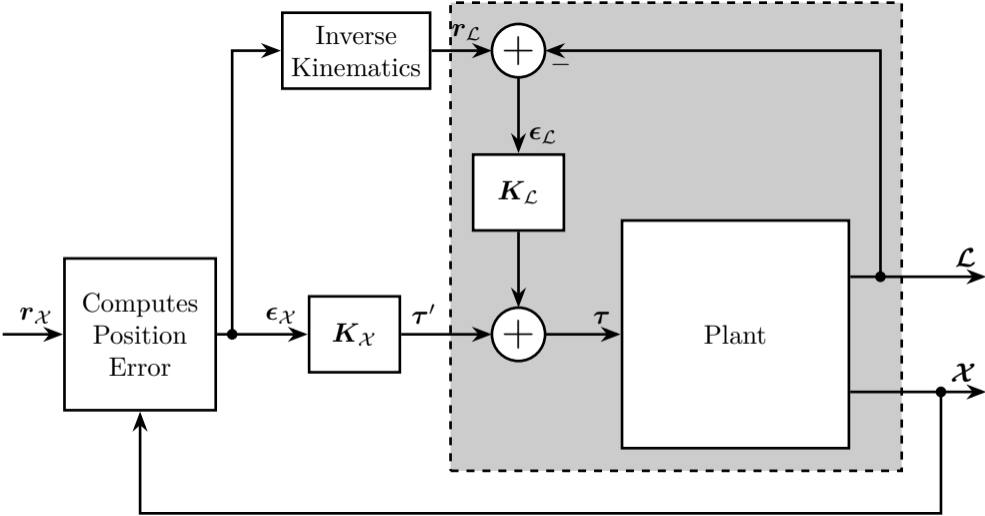 Inverse
Kinematics
r_ℒ
+
−
ϵ_ℒ
K_ℒ
ℒ
r_𝒳
Computes
Position
Error
ϵ_𝒳
K_𝒳
τ′
+
τ
Plant
𝒳